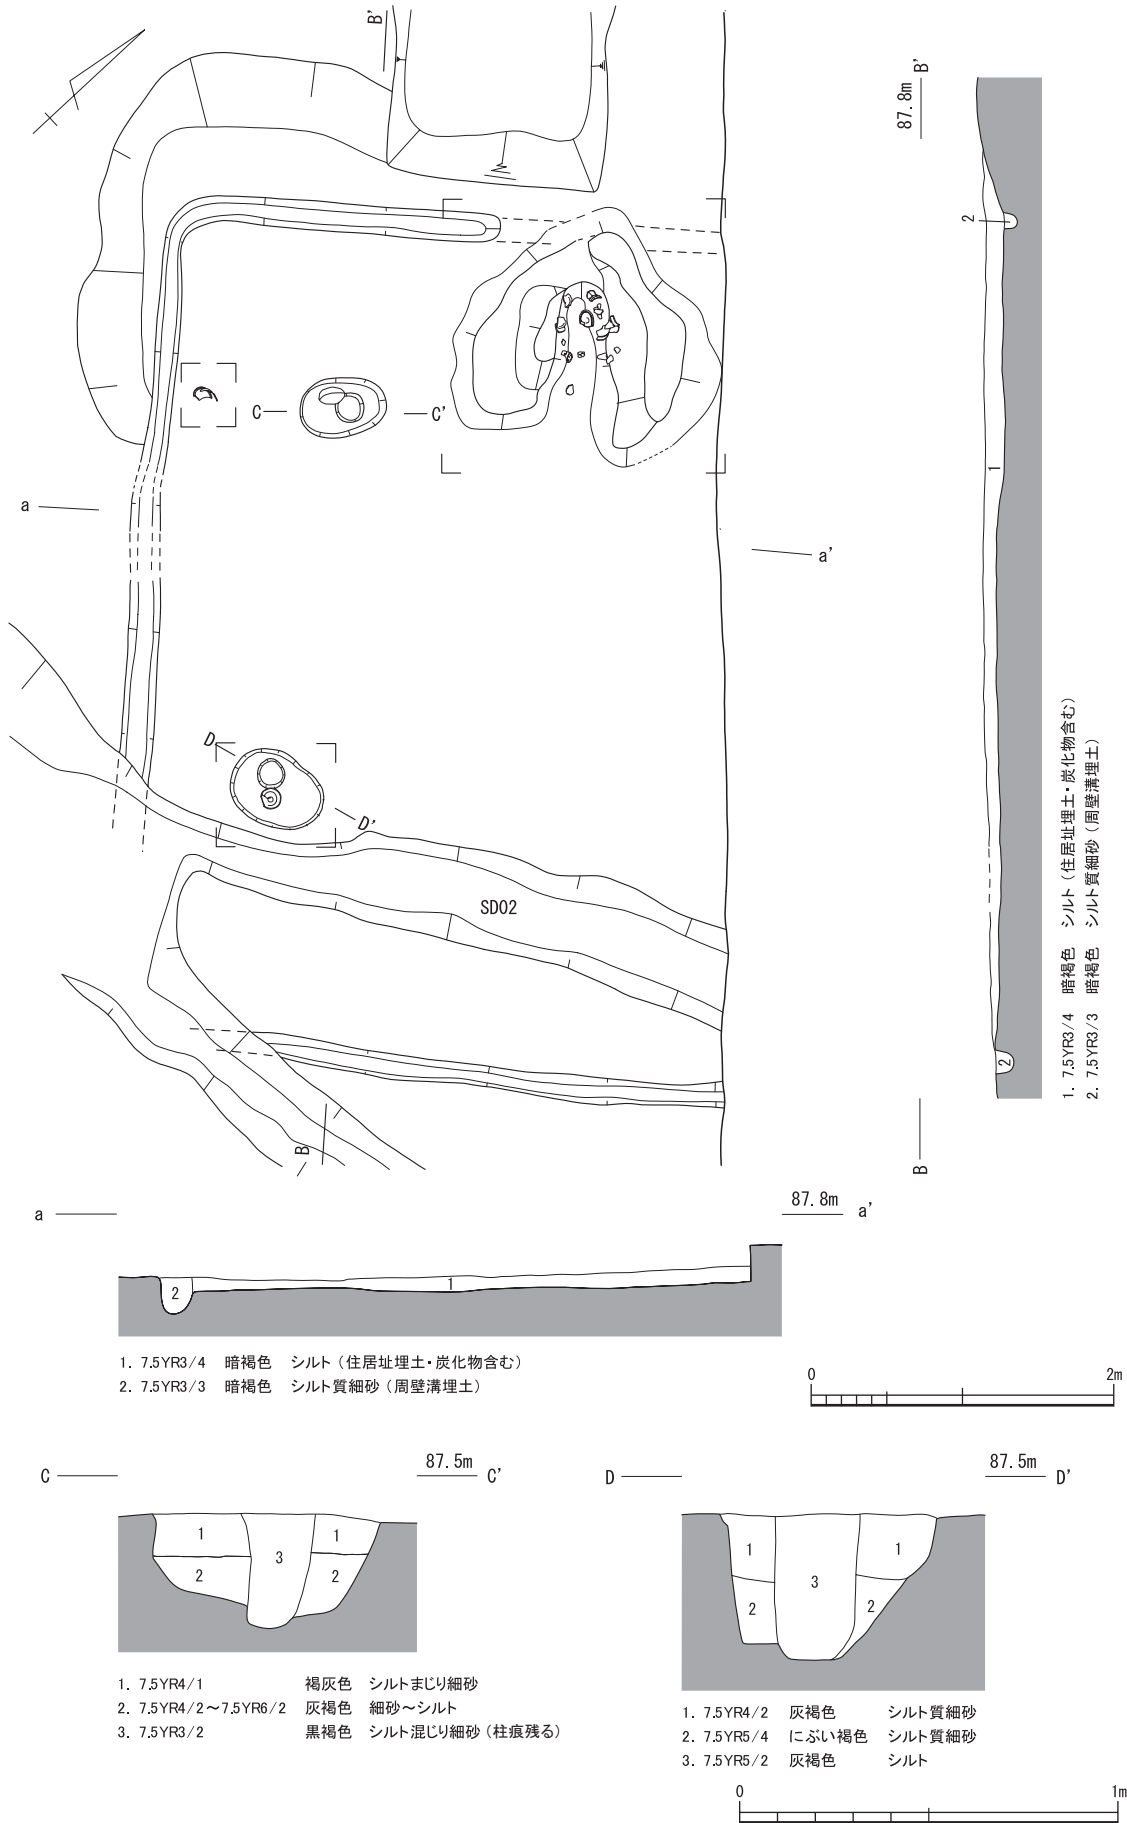 B'
C
C'
a
a'
D
D'
SD02
B
87.8m
B'
2
1
2
B
1. 7.5YR3/4 暗褐色 シルト（住居址埋土・炭化物含む）
2. 7.5YR3/3 暗褐色 シルト質細砂（周壁溝埋土）
a
87.8m
a'
1
2
1. 7.5YR3/4 暗褐色 シルト（住居址埋土・炭化物含む）
2. 7.5YR3/3 暗褐色 シルト質細砂（周壁溝埋土）
0 2m
C
87.5m
C'
1
1
3
2
2
1. 7.5YR4/1 褐灰色 シルトまじり細砂
2. 7.5YR4/2～7.5YR6/2 灰褐色 細砂～シルト
3. 7.5YR3/2 黒褐色 シルト混じり細砂（柱痕残る）
D
87.5m
D'
1
1
3
2
2
1. 7.5YR4/2 灰褐色 シルト質細砂
2. 7.5YR5/4 にぶい褐色 シルト質細砂
3. 7.5YR5/2 灰褐色 シルト
0 1m